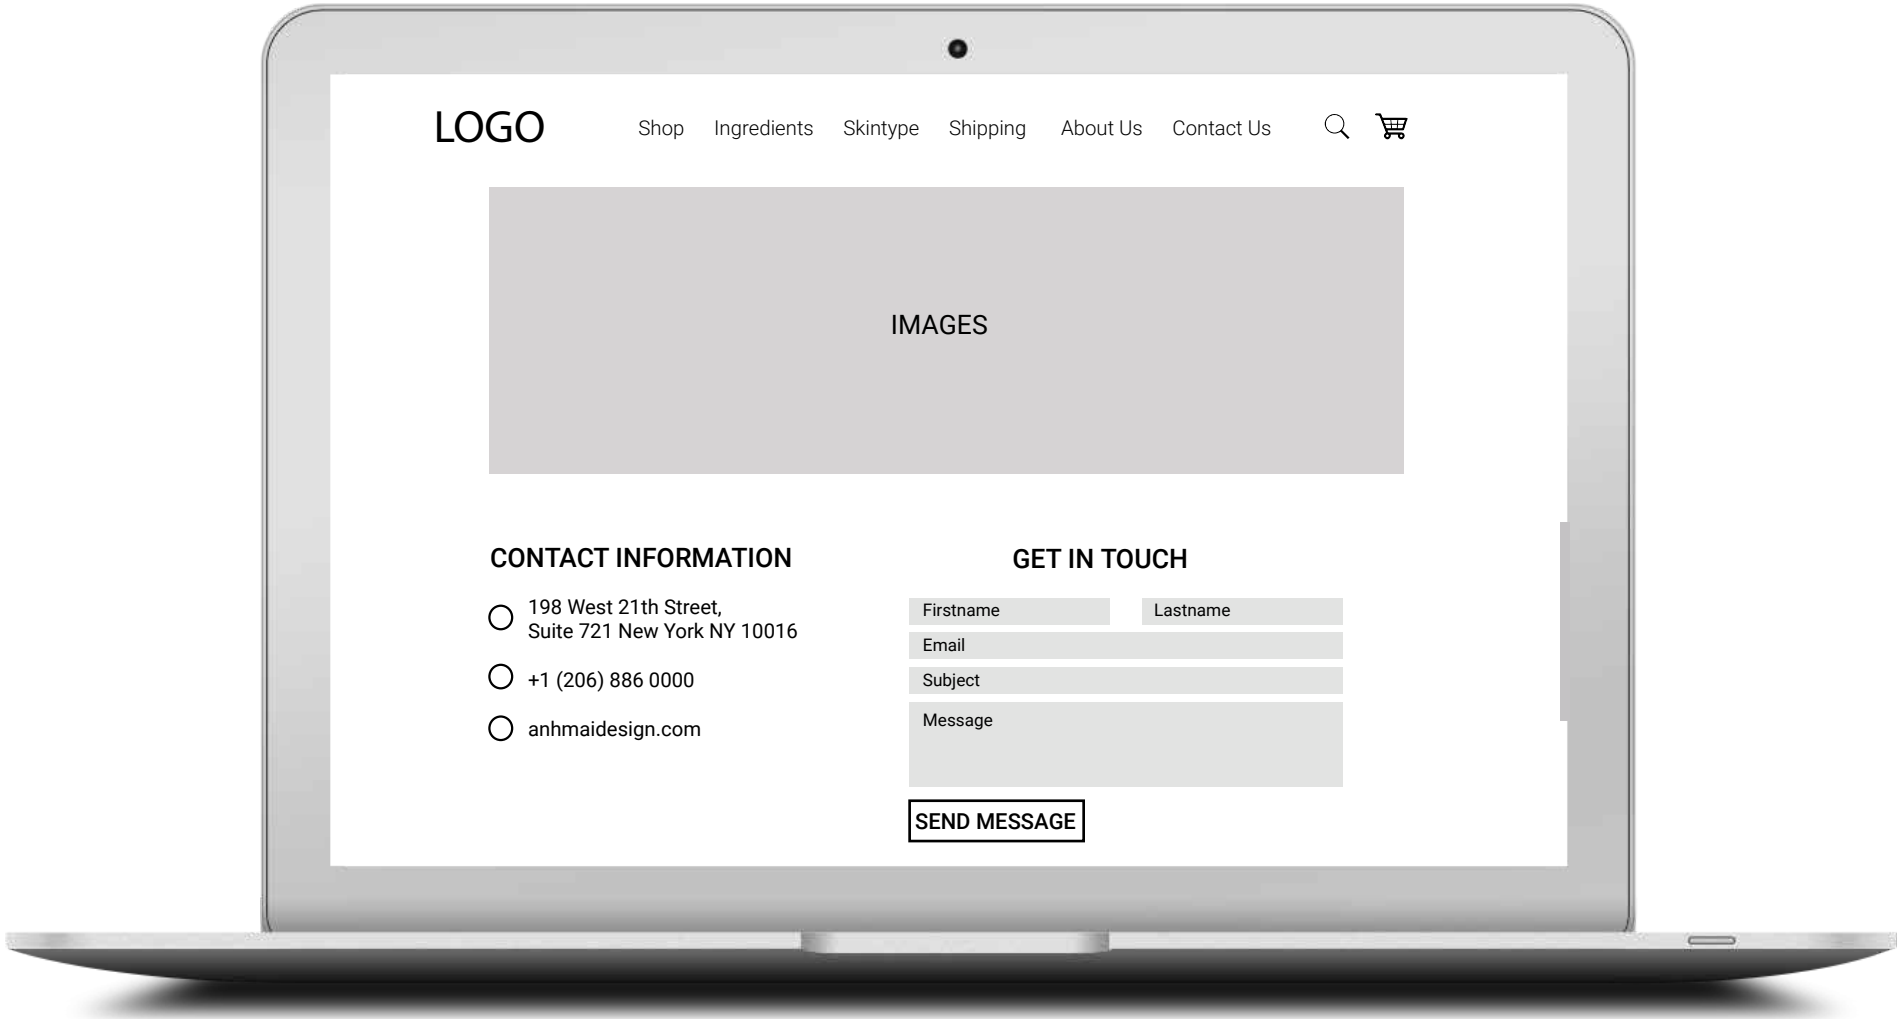 LOGO
Shop Ingredients Skintype Shipping About Us Contact Us
IMAGES
CONTACT INFORMATION
198 West 21th Street,
Suite 721 New York NY 10016
+1 (206) 886 0000
anhmaidesign.com
GET IN TOUCH
Firstname Lastname
Email
Subject
Message
SEND MESSAGE